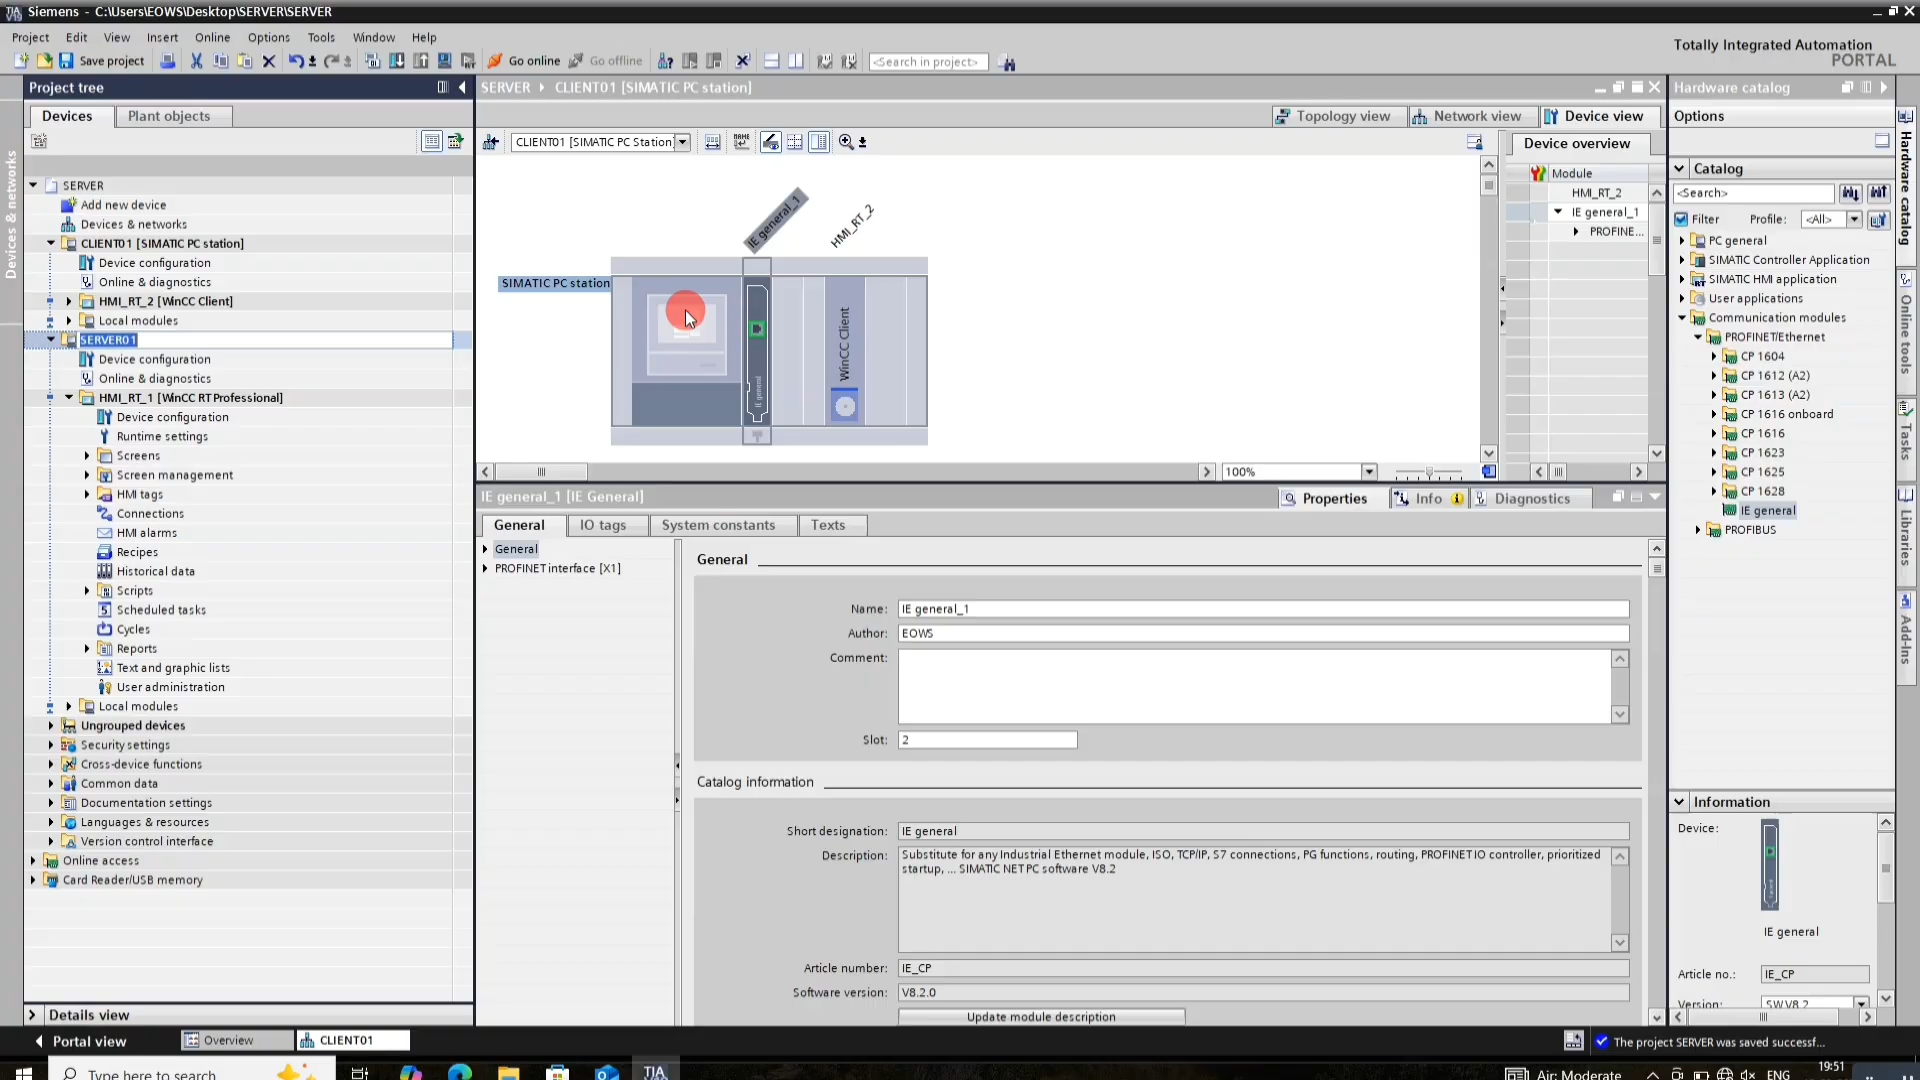 Siemens - C:\Users\EOWS\Desktop\SERVER\SERVER
Project Edit View Insert Online Options Tools Window Help
Totally Integrated Automation
PORTAL
Save project
Go online
Go offline
<Search in project>
Project tree
SERVER ▸ CLIENT01 [SIMATIC PC station]
Hardware catalog
Devices
Plant objects
Topology view
Network view
Device view
Options
CLIENT01 [SIMATIC PC Station]
Device overview
Devices & networks
SERVER
Add new device
Devices & networks
CLIENT01 [SIMATIC PC station]
Device configuration
Online & diagnostics
HMI_RT_2 [WinCC Client]
Local modules
SERVER01
Device configuration
Online & diagnostics
HMI_RT_1 [WinCC RT Professional]
Device configuration
Runtime settings
Screens
Screen management
HMI tags
Connections
HMI alarms
Recipes
Historical data
Scripts
Scheduled tasks
Cycles
Reports
Text and graphic lists
User administration
Local modules
Ungrouped devices
Security settings
Cross-device functions
Common data
Documentation settings
Languages & resources
Version control interface
Online access
Card Reader/USB memory
Details view
IE general_1
HMI_RT_2
SIMATIC PC station
IE general
WinCC Client
100%
Module
HMI_RT_2
IE general_1
PROFINE...
IE general_1 [IE General]
Properties
Info
Diagnostics
General
IO tags
System constants
Texts
General
PROFINET interface [X1]
General
Name: IE general_1
Author: EOWS
Comment:
Slot: 2
Catalog information
Short designation: IE general
Description: Substitute for any Industrial Ethernet module, ISO, TCP/IP, S7 connections, PG functions, routing, PROFINET IO controller, prioritized
startup, ... SIMATIC NET PC software V8.2
Article number: IE_CP
Software version: V8.2.0
Update module description
Catalog
<Search>
Filter
Profile: <All>
PC general
SIMATIC Controller Application
SIMATIC HMI application
User applications
Communication modules
PROFINET/Ethernet
CP 1604
CP 1612 (A2)
CP 1613 (A2)
CP 1616 onboard
CP 1616
CP 1623
CP 1625
CP 1628
IE general
PROFIBUS
Information
Device:
IE general
Article no.: IE_CP
Version: SW V8.2
Hardware catalog
Online tools
Tasks
Libraries
Add-Ins
Portal view
Overview
CLIENT01
The project SERVER was saved successf...
Type here to search
TIA
Air: Moderate
ENG
19:51